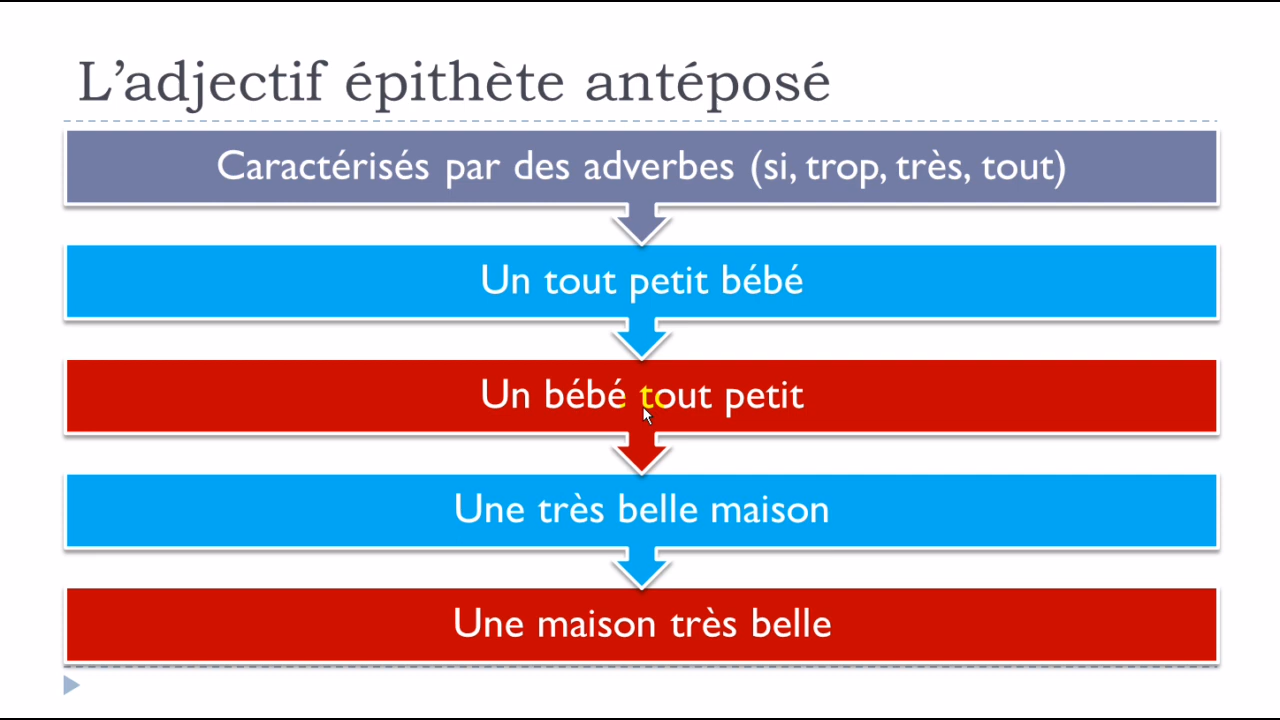 L’adjectif épithète antéposé
Caractérisés par des adverbes (si, trop, très, tout)
Un tout petit bébé
Un bébé tout petit
Une très belle maison
Une maison très belle